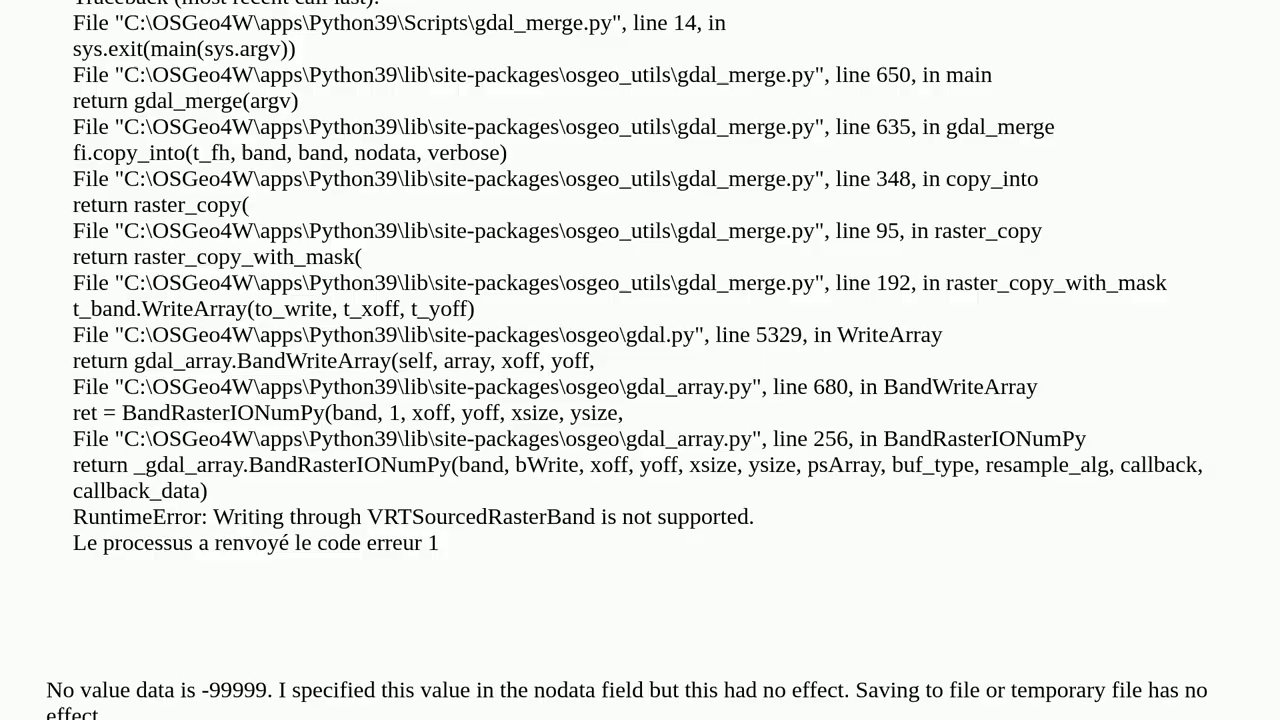 Traceback (most recent call last):
File "C:\OSGeo4W\apps\Python39\Scripts\gdal_merge.py", line 14, in
sys.exit(main(sys.argv))
File "C:\OSGeo4W\apps\Python39\lib\site-packages\osgeo_utils\gdal_merge.py", line 650, in main
return gdal_merge(argv)
File "C:\OSGeo4W\apps\Python39\lib\site-packages\osgeo_utils\gdal_merge.py", line 635, in gdal_merge
fi.copy_into(t_fh, band, band, nodata, verbose)
File "C:\OSGeo4W\apps\Python39\lib\site-packages\osgeo_utils\gdal_merge.py", line 348, in copy_into
return raster_copy(
File "C:\OSGeo4W\apps\Python39\lib\site-packages\osgeo_utils\gdal_merge.py", line 95, in raster_copy
return raster_copy_with_mask(
File "C:\OSGeo4W\apps\Python39\lib\site-packages\osgeo_utils\gdal_merge.py", line 192, in raster_copy_with_mask
t_band.WriteArray(to_write, t_xoff, t_yoff)
File "C:\OSGeo4W\apps\Python39\lib\site-packages\osgeo\gdal.py", line 5329, in WriteArray
return gdal_array.BandWriteArray(self, array, xoff, yoff,
File "C:\OSGeo4W\apps\Python39\lib\site-packages\osgeo\gdal_array.py", line 680, in BandWriteArray
ret = BandRasterIONumPy(band, 1, xoff, yoff, xsize, ysize,
File "C:\OSGeo4W\apps\Python39\lib\site-packages\osgeo\gdal_array.py", line 256, in BandRasterIONumPy
return _gdal_array.BandRasterIONumPy(band, bWrite, xoff, yoff, xsize, ysize, psArray, buf_type, resample_alg, callback,
callback_data)
RuntimeError: Writing through VRTSourcedRasterBand is not supported.
Le processus a renvoyé le code erreur 1
No value data is -99999. I specified this value in the nodata field but this had no effect. Saving to file or temporary file has no
effect.